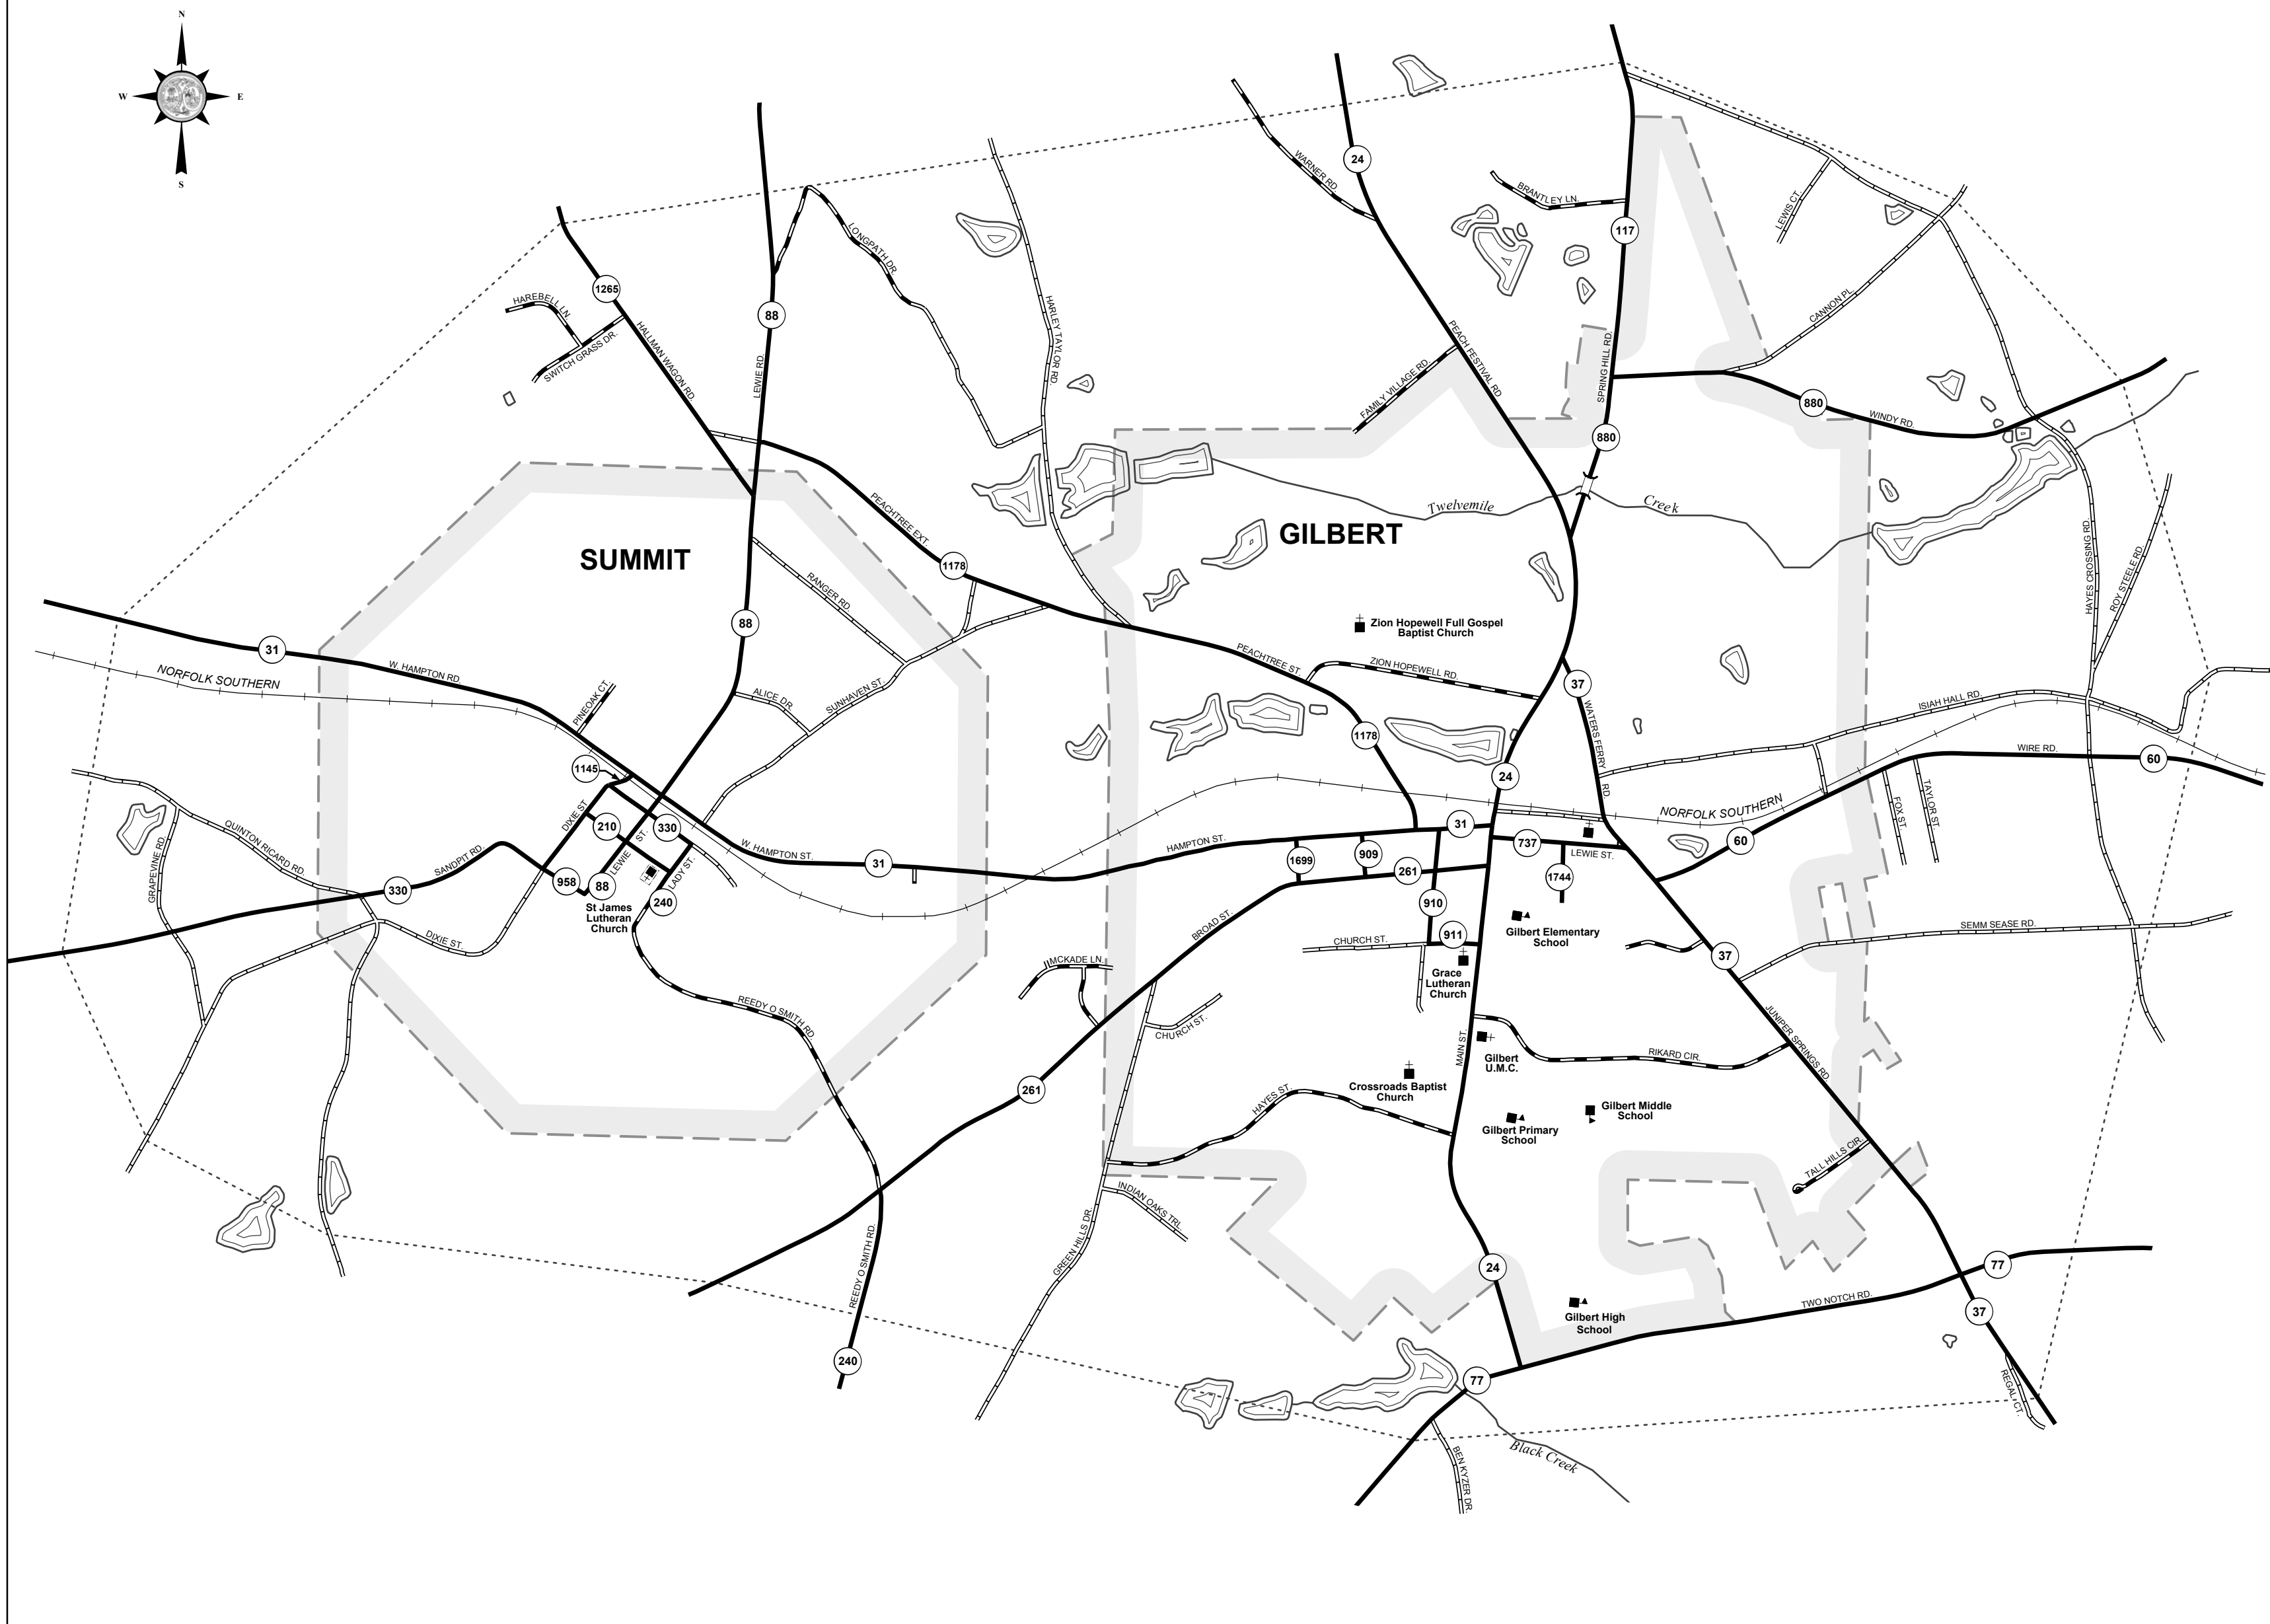 N
W
E
S
24
WARNER RD.
BRANTLEY LN.
117
LEWIS CT.
LONGPATH DR.
1265
HAREBELL LN.
SWITCH GRASS DR.
HALLMAN WAGON RD.
88
LEWIE RD.
HARLEY TAYLOR RD.
PEACH FESTIVAL RD
FAMILY VILLAGE RD.
SPRING HILL RD.
CANNON PL.
880
WINDY RD.
880
PEACHTREE EXT.
Twelvemile
Creek
SUMMIT
GILBERT
1178
RANGER RD.
HAYES CROSSING RD.
ROY STEELE RD.
88
Zion Hopewell Full Gospel
Baptist Church
31
W. HAMPTON RD.
NORFOLK SOUTHERN
PEACHTREE ST.
ZION HOPEWELL RD.
37
PINEOAK CT.
ALICE DR.
SUNHAVEN ST.
WATERS FERRY RD.
ISIAH HALL RD.
1178
WIRE RD.
60
1145
24
NORFOLK SOUTHERN
FOX ST.
TAYLOR ST.
DIXIE ST
210
330
LEWIE ST.
W. HAMPTON ST.
31
HAMPTON ST.
31
737
LEWIE ST.
60
QUINTON RICARD RD.
GRAPEVINE RD.
SANDPIT RD.
330
958
88
LADY ST.
240
St James
Lutheran
Church
1699
909
261
1744
910
911
BROAD ST.
CHURCH ST.
Gilbert Elementary
School
SEMM SEASE RD.
DIXIE ST.
37
MCKADE LN.
Grace
Lutheran
Church
REEDY O SMITH RD.
CHURCH ST.
MAIN ST.
JUNIPER SPRINGS RD
RIKARD CIR.
Gilbert
U.M.C.
261
Crossroads Baptist
Church
HAYES ST.
Gilbert Middle
School
Gilbert Primary
School
TALL HILLS CIR.
INDIAN OAKS TRL.
GREEN HILLS DR.
REEDY O SMITH RD.
24
77
TWO NOTCH RD.
Gilbert High
School
37
240
77
REGAL CT.
BEN KYZER DR.
Black Creek